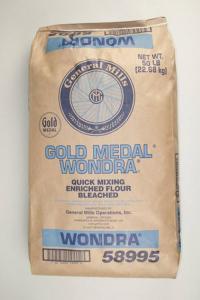 WONDRA
58995
NET WT.
50 LB
(22.68 kg)
General Mills
Gold
MEDAL
GOLD MEDAL®
WONDRA®
QUICK MIXING
ENRICHED FLOUR
BLEACHED
General Mills Operations, Inc.
WONDRA®
58995